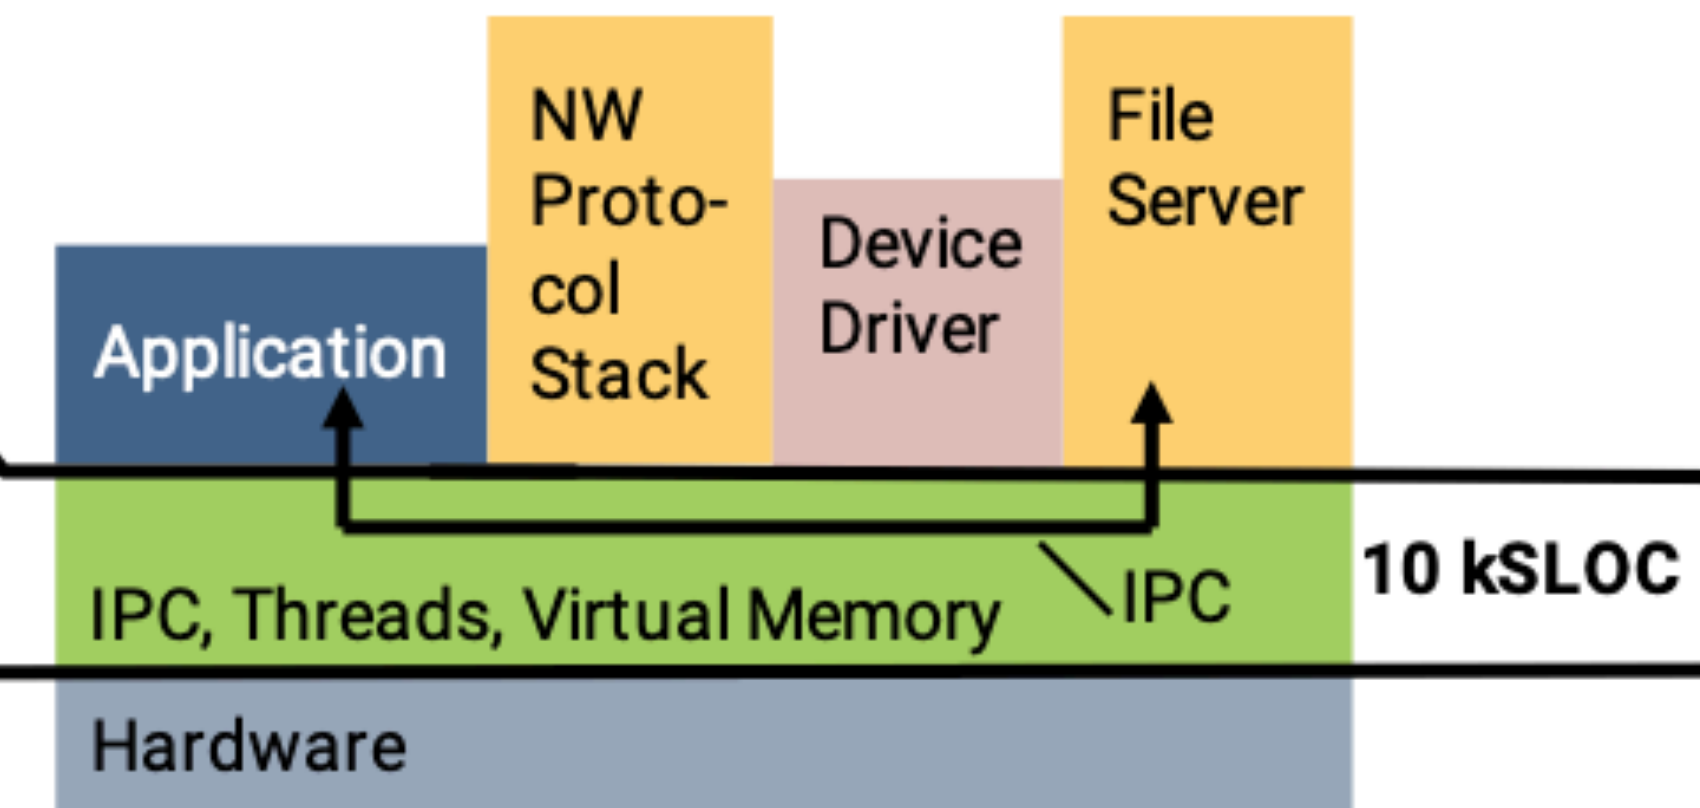 NW
Proto-
col
Stack
File
Server
Device
Driver
Application
10 kSLOC
IPC
IPC, Threads, Virtual Memory
Hardware